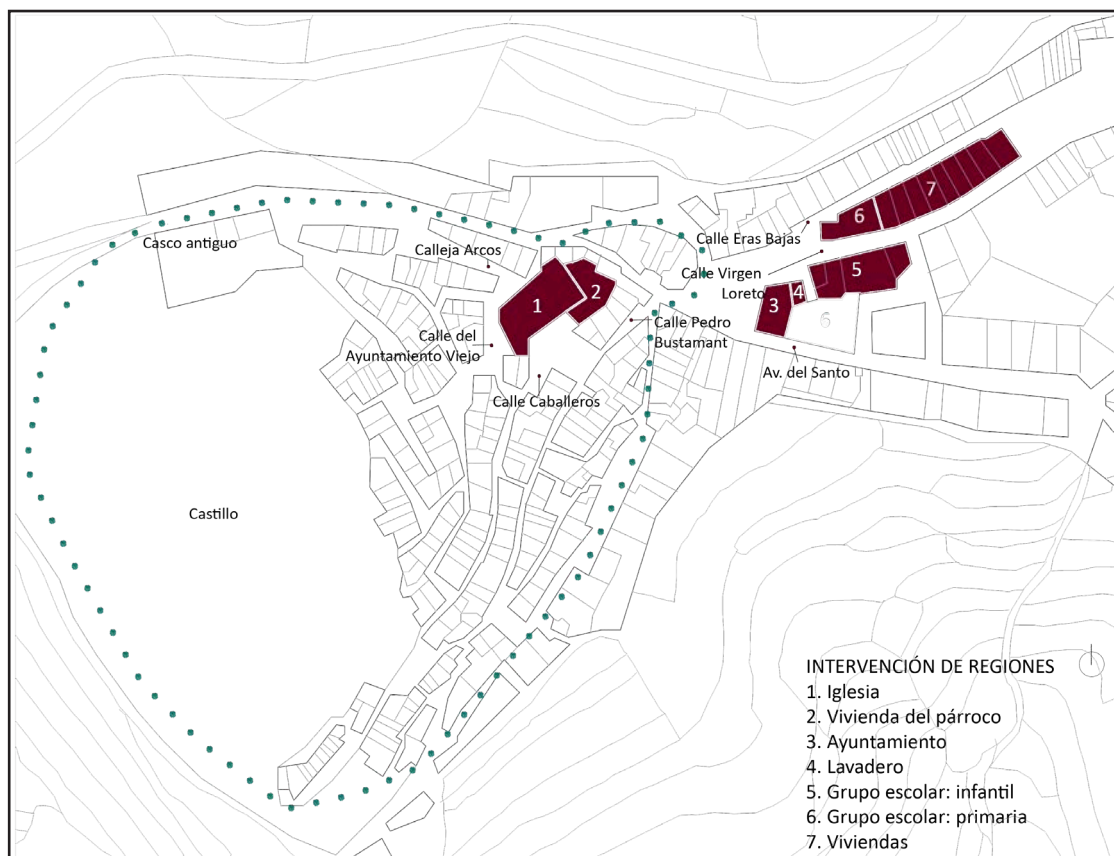 7
6
Calle Eras Bajas
Casco antiguo
Calleja Arcos
5
Calle Virgen
Loreto
4
3
2
1
6
Calle Pedro
Bustamant
Calle del
Ayuntamiento Viejo
Av. del Santo
Calle Caballeros
Castillo
INTERVENCIÓN DE REGIONES
1. Iglesia
2. Vivienda del párroco
3. Ayuntamiento
4. Lavadero
5 Grupo escolar: infantil
6. Grupo escolar: primaria
7. Viviendas